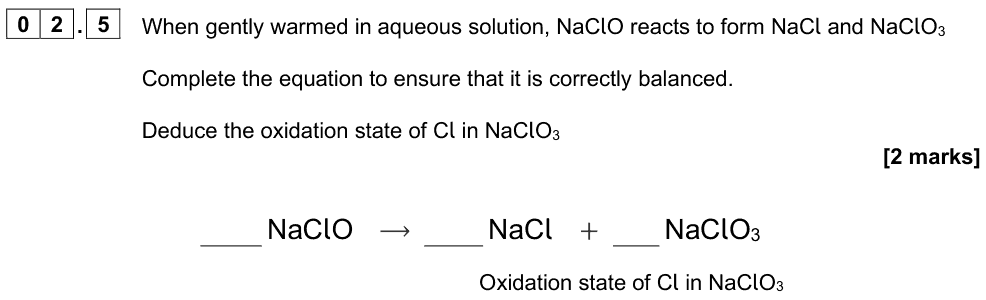 0 2 . 5 When gently warmed in aqueous solution, NaClO reacts to form NaCl and NaClO₃
Complete the equation to ensure that it is correctly balanced.
Deduce the oxidation state of Cl in NaClO₃
[2 marks]
____ NaClO → ____ NaCl + ____ NaClO₃
Oxidation state of Cl in NaClO₃